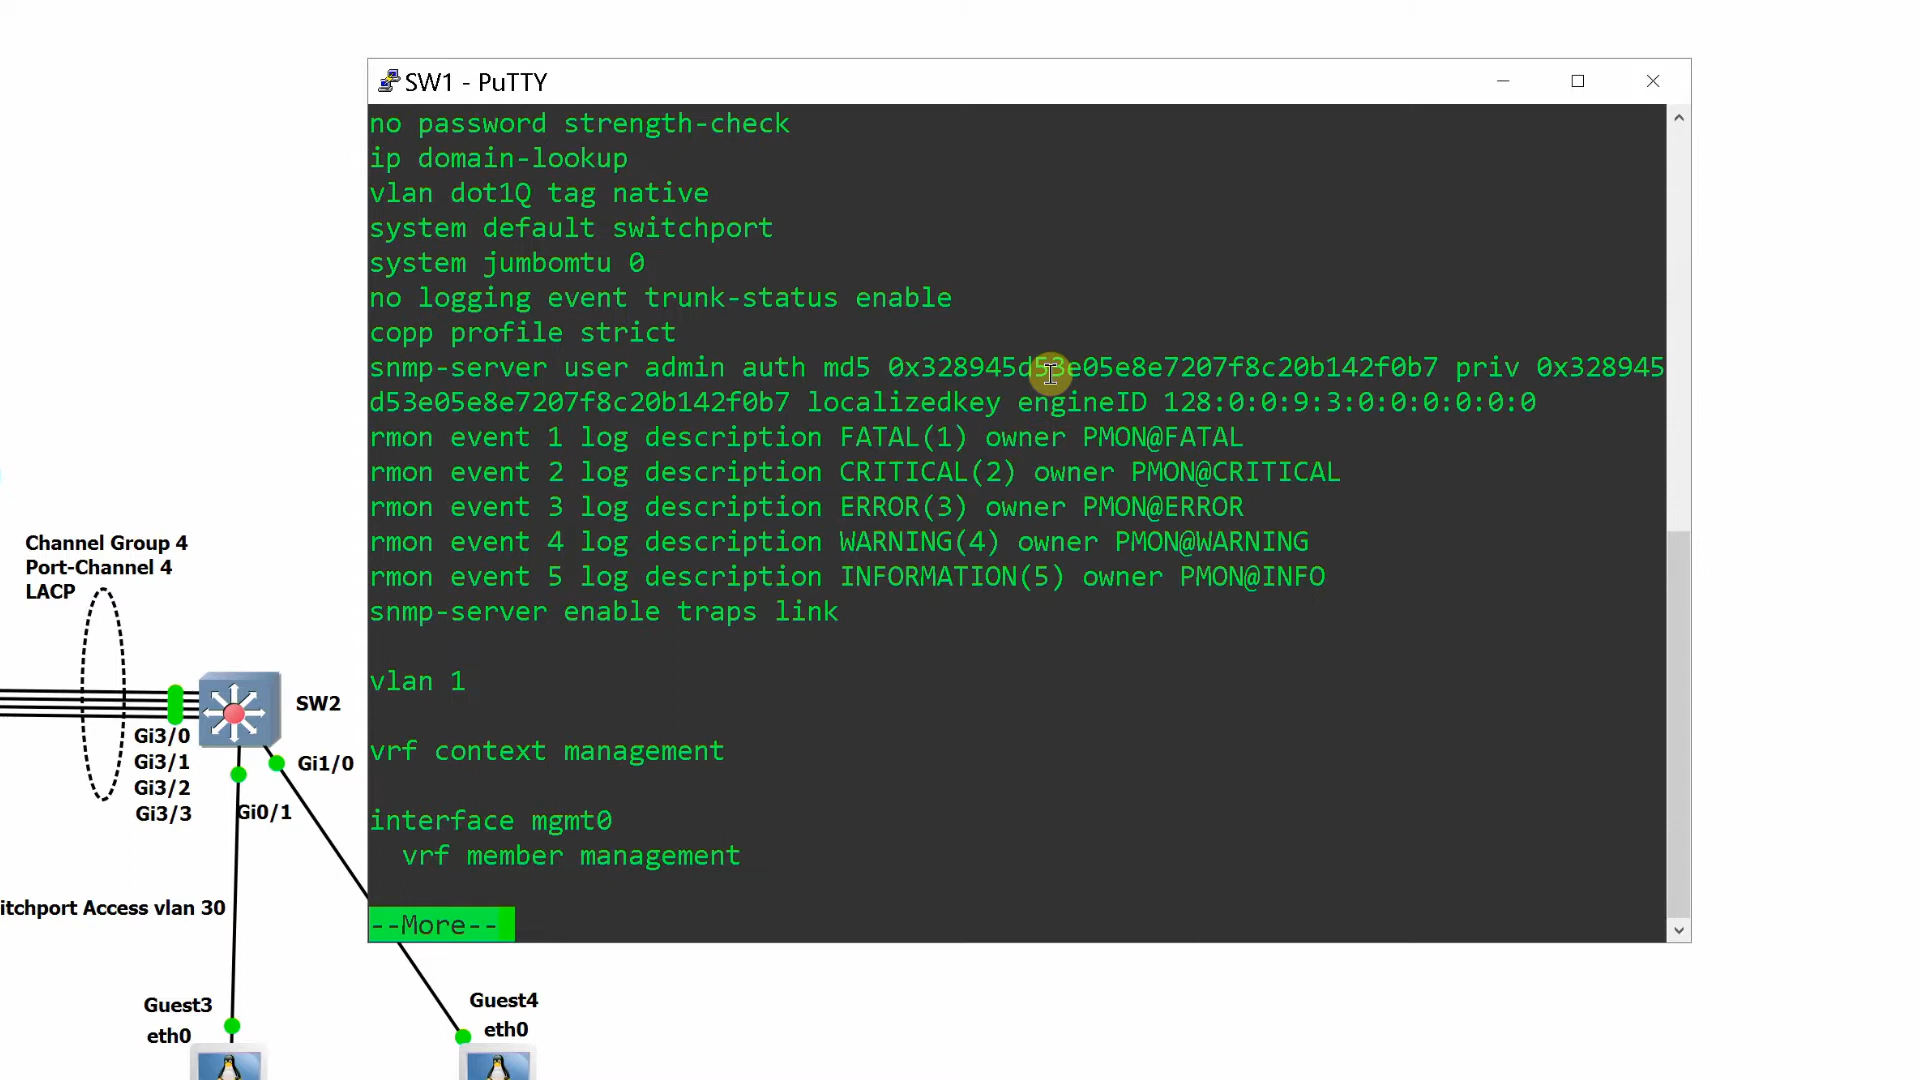 SW1 - PuTTY
no password strength-check
ip domain-lookup
vlan dot1Q tag native
system default switchport
system jumbomtu 0
no logging event trunk-status enable
copp profile strict
snmp-server user admin auth md5 0x328945d53e05e8e7207f8c20b142f0b7 priv 0x328945
d53e05e8e7207f8c20b142f0b7 localizedkey engineID 128:0:0:9:3:0:0:0:0:0:0
rmon event 1 log description FATAL(1) owner PMON@FATAL
rmon event 2 log description CRITICAL(2) owner PMON@CRITICAL
rmon event 3 log description ERROR(3) owner PMON@ERROR
rmon event 4 log description WARNING(4) owner PMON@WARNING
rmon event 5 log description INFORMATION(5) owner PMON@INFO
snmp-server enable traps link
vlan 1
vrf context management
interface mgmt0
vrf member management
--More--
Channel Group 4
Port-Channel 4
LACP
SW2
Gi3/0
Gi3/1
Gi3/2
Gi3/3
Gi1/0
Gi0/1
itchport Access vlan 30
Guest3
eth0
Guest4
eth0